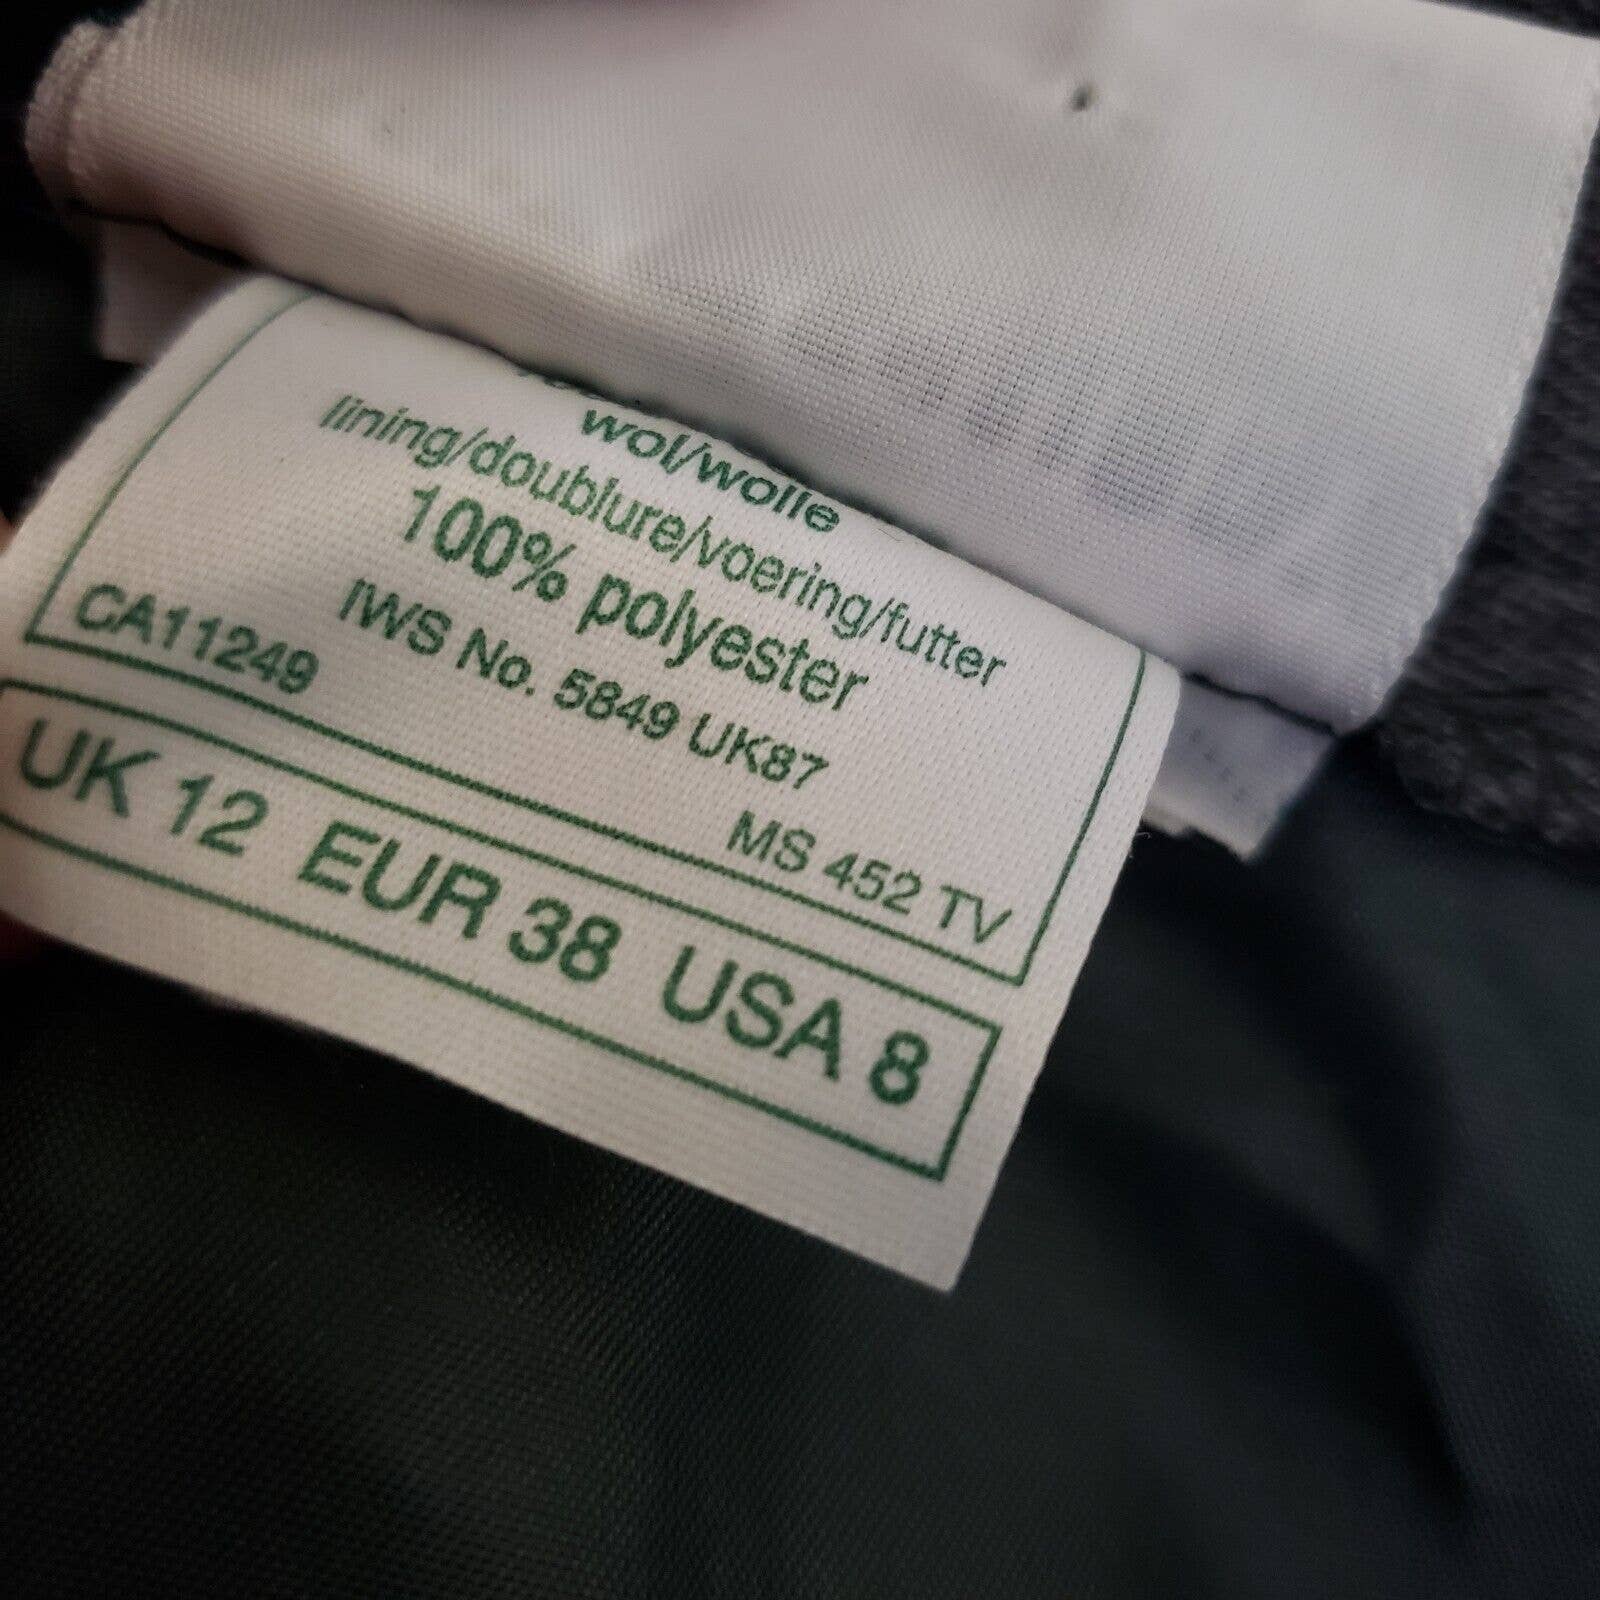 wol/wolle
lining/doublure/voering/futter
100% polyester
IWS No. 5849 UK87
CA11249
MS 452 TV
UK 12 EUR 38 USA 8